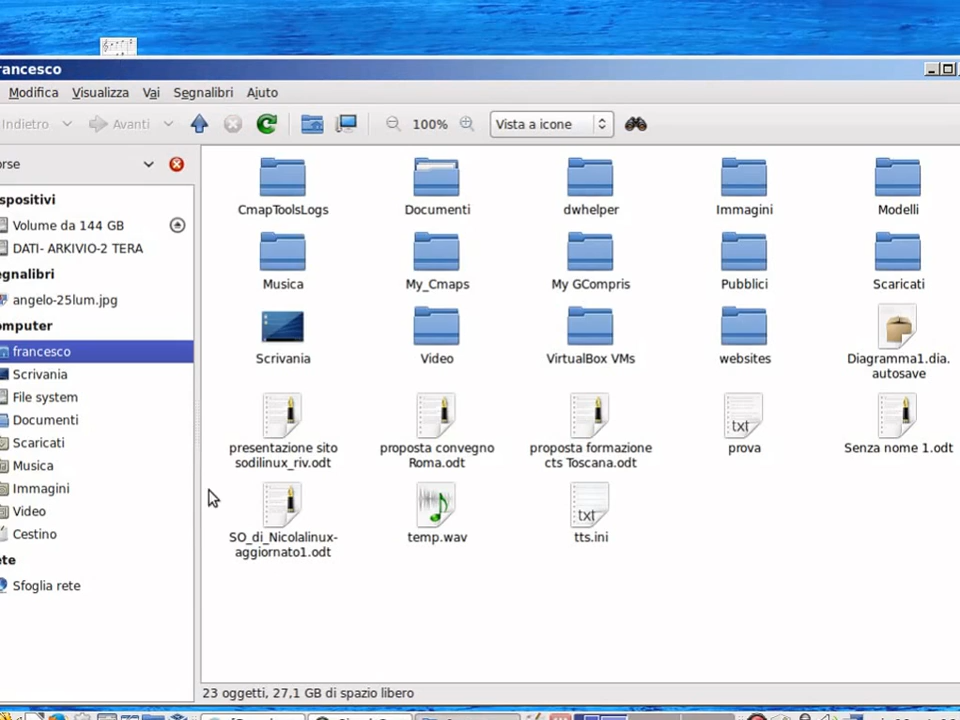 rancesco
Modifica Visualizza Vai Segnalibri Aiuto
Indietro Avanti 100% Vista a icone
orse
spositivi
Volume da 144 GB
DATI- ARKIVIO-2 TERA
egnalibri
angelo-25lum.jpg
omputer
francesco
Scrivania
File system
Documenti
Scaricati
Musica
Immagini
Video
Cestino
ete
Sfoglia rete
CmapToolsLogs Documenti dwhelper Immagini Modelli
Musica My_Cmaps My GCompris Pubblici Scaricati
Scrivania Video VirtualBox VMs websites Diagramma1.dia.
autosave
txt
presentazione sito proposta convegno proposta formazione prova Senza nome 1.odt
sodilinux_riv.odt Roma.odt cts Toscana.odt
txt
SO_di_Nicolalinux- temp.wav tts.ini
aggiornato1.odt
23 oggetti, 27,1 GB di spazio libero